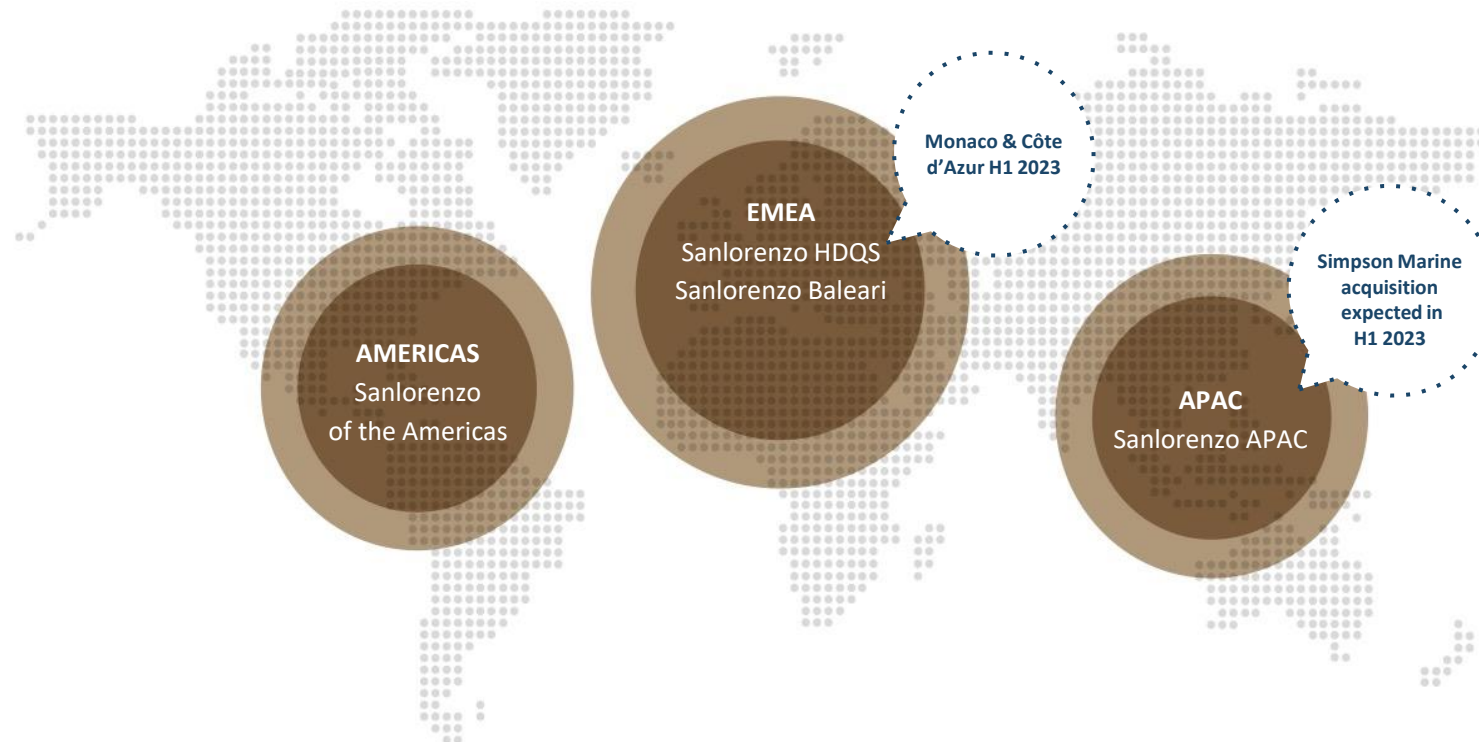 Monaco & Côte
d’Azur H1 2023
EMEA
Sanlorenzo HDQS
Sanlorenzo Baleari
Simpson Marine
acquisition
expected in
H1 2023
AMERICAS
Sanlorenzo
of the Americas
APAC
Sanlorenzo APAC